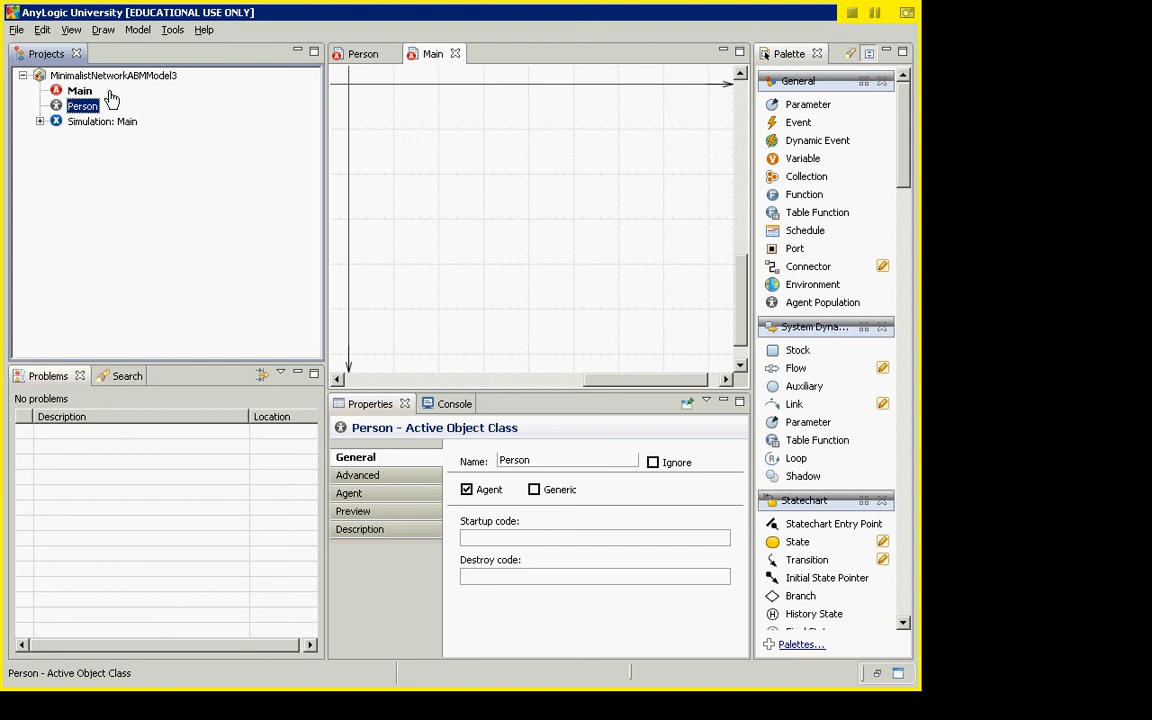 AnyLogic University [EDUCATIONAL USE ONLY]
File Edit View Draw Model Tools Help
Projects
MinimalistNetworkABMModel3
Main
Person
Simulation: Main
Person
Main
Palette
General
Parameter
Event
Dynamic Event
Variable
Collection
Function
Table Function
Schedule
Port
Connector
Environment
Agent Population
System Dyna...
Stock
Flow
Auxiliary
Link
Parameter
Table Function
Loop
Shadow
Statechart
Statechart Entry Point
State
Transition
Initial State Pointer
Branch
History State
Palettes...
Problems
Search
No problems
Description
Location
Properties
Console
Person - Active Object Class
General
Advanced
Agent
Preview
Description
Name: Person
Ignore
Agent
Generic
Startup code:
Destroy code:
Person - Active Object Class